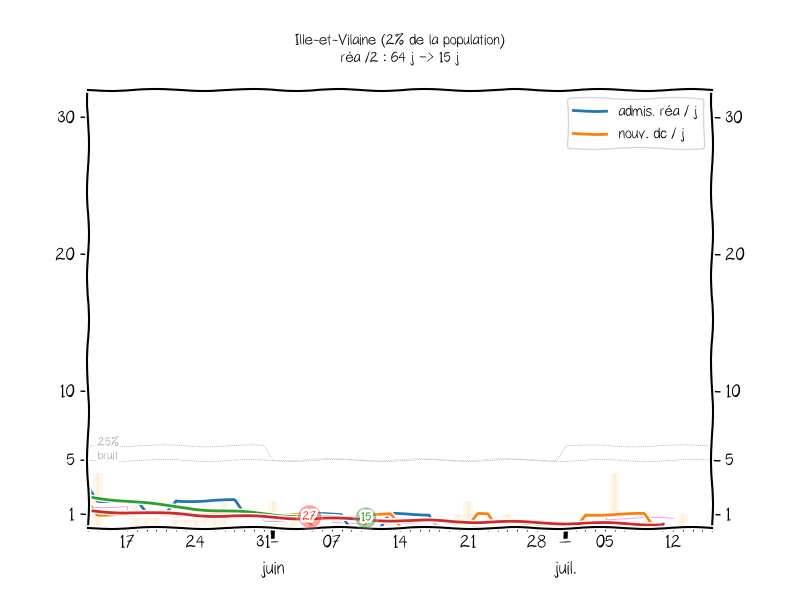 Ille-et-Vilaine (2% de la population)
réa /2 : 64 j -> 15 j
admis. réa / j
nouv. dc / j
30
30
20
20
10
10
25%
bruit
5
5
27
15
1
1
17 24 31 07 14 21 28 05 12
juin juil.